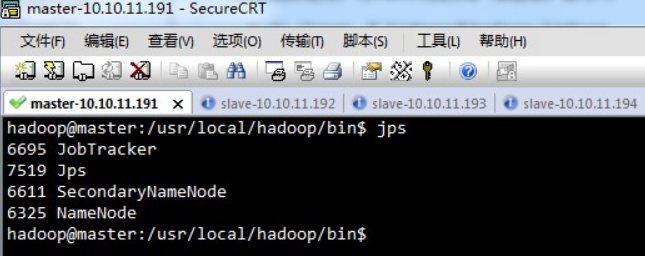 master-10.10.11.191 - SecureCRT
文件(F) 编辑(E) 查看(V) 选项(O) 传输(T) 脚本(S) 工具(L) 帮助(H)
master-10.10.11.191 x slave-10.10.11.192 slave-10.10.11.193 slave-10.10.11.194
hadoop@master:/usr/local/hadoop/bin$ jps
6695 JobTracker
7519 Jps
6611 SecondaryNameNode
6325 NameNode
hadoop@master:/usr/local/hadoop/bin$